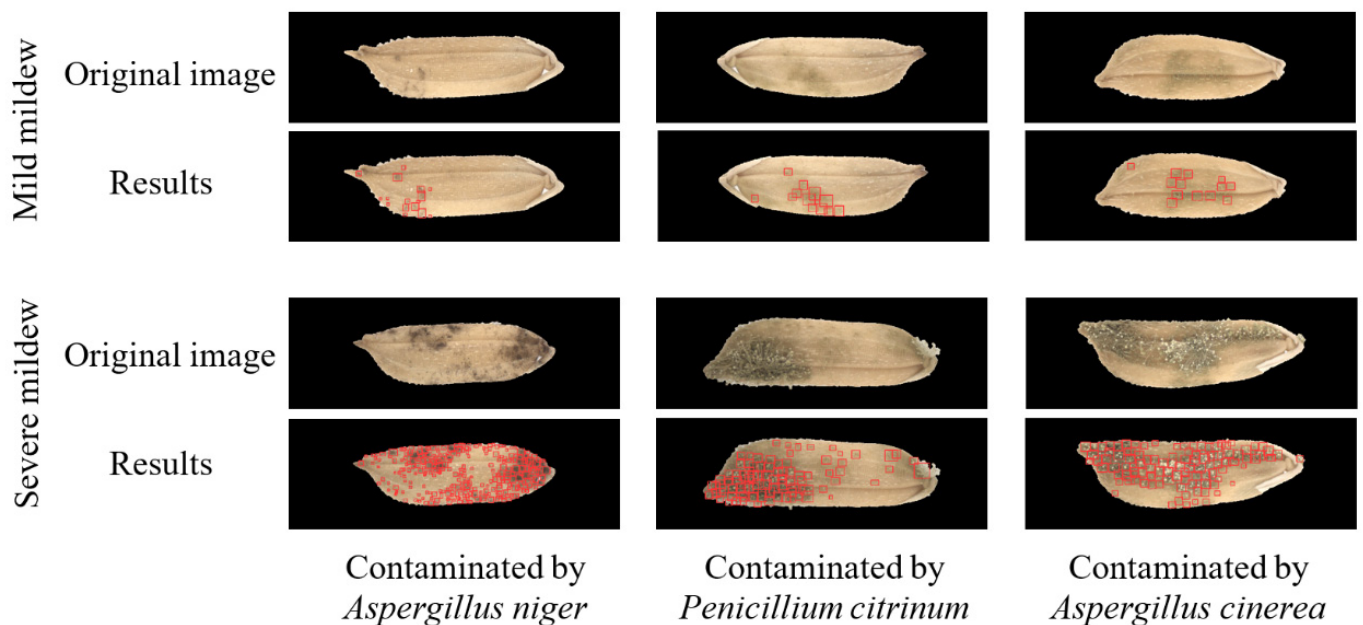 Mild mildew
Original image
Results
Severe mildew
Original image
Results
Contaminated by
Aspergillus niger
Contaminated by
Penicillium citrinum
Contaminated by
Aspergillus cinerea